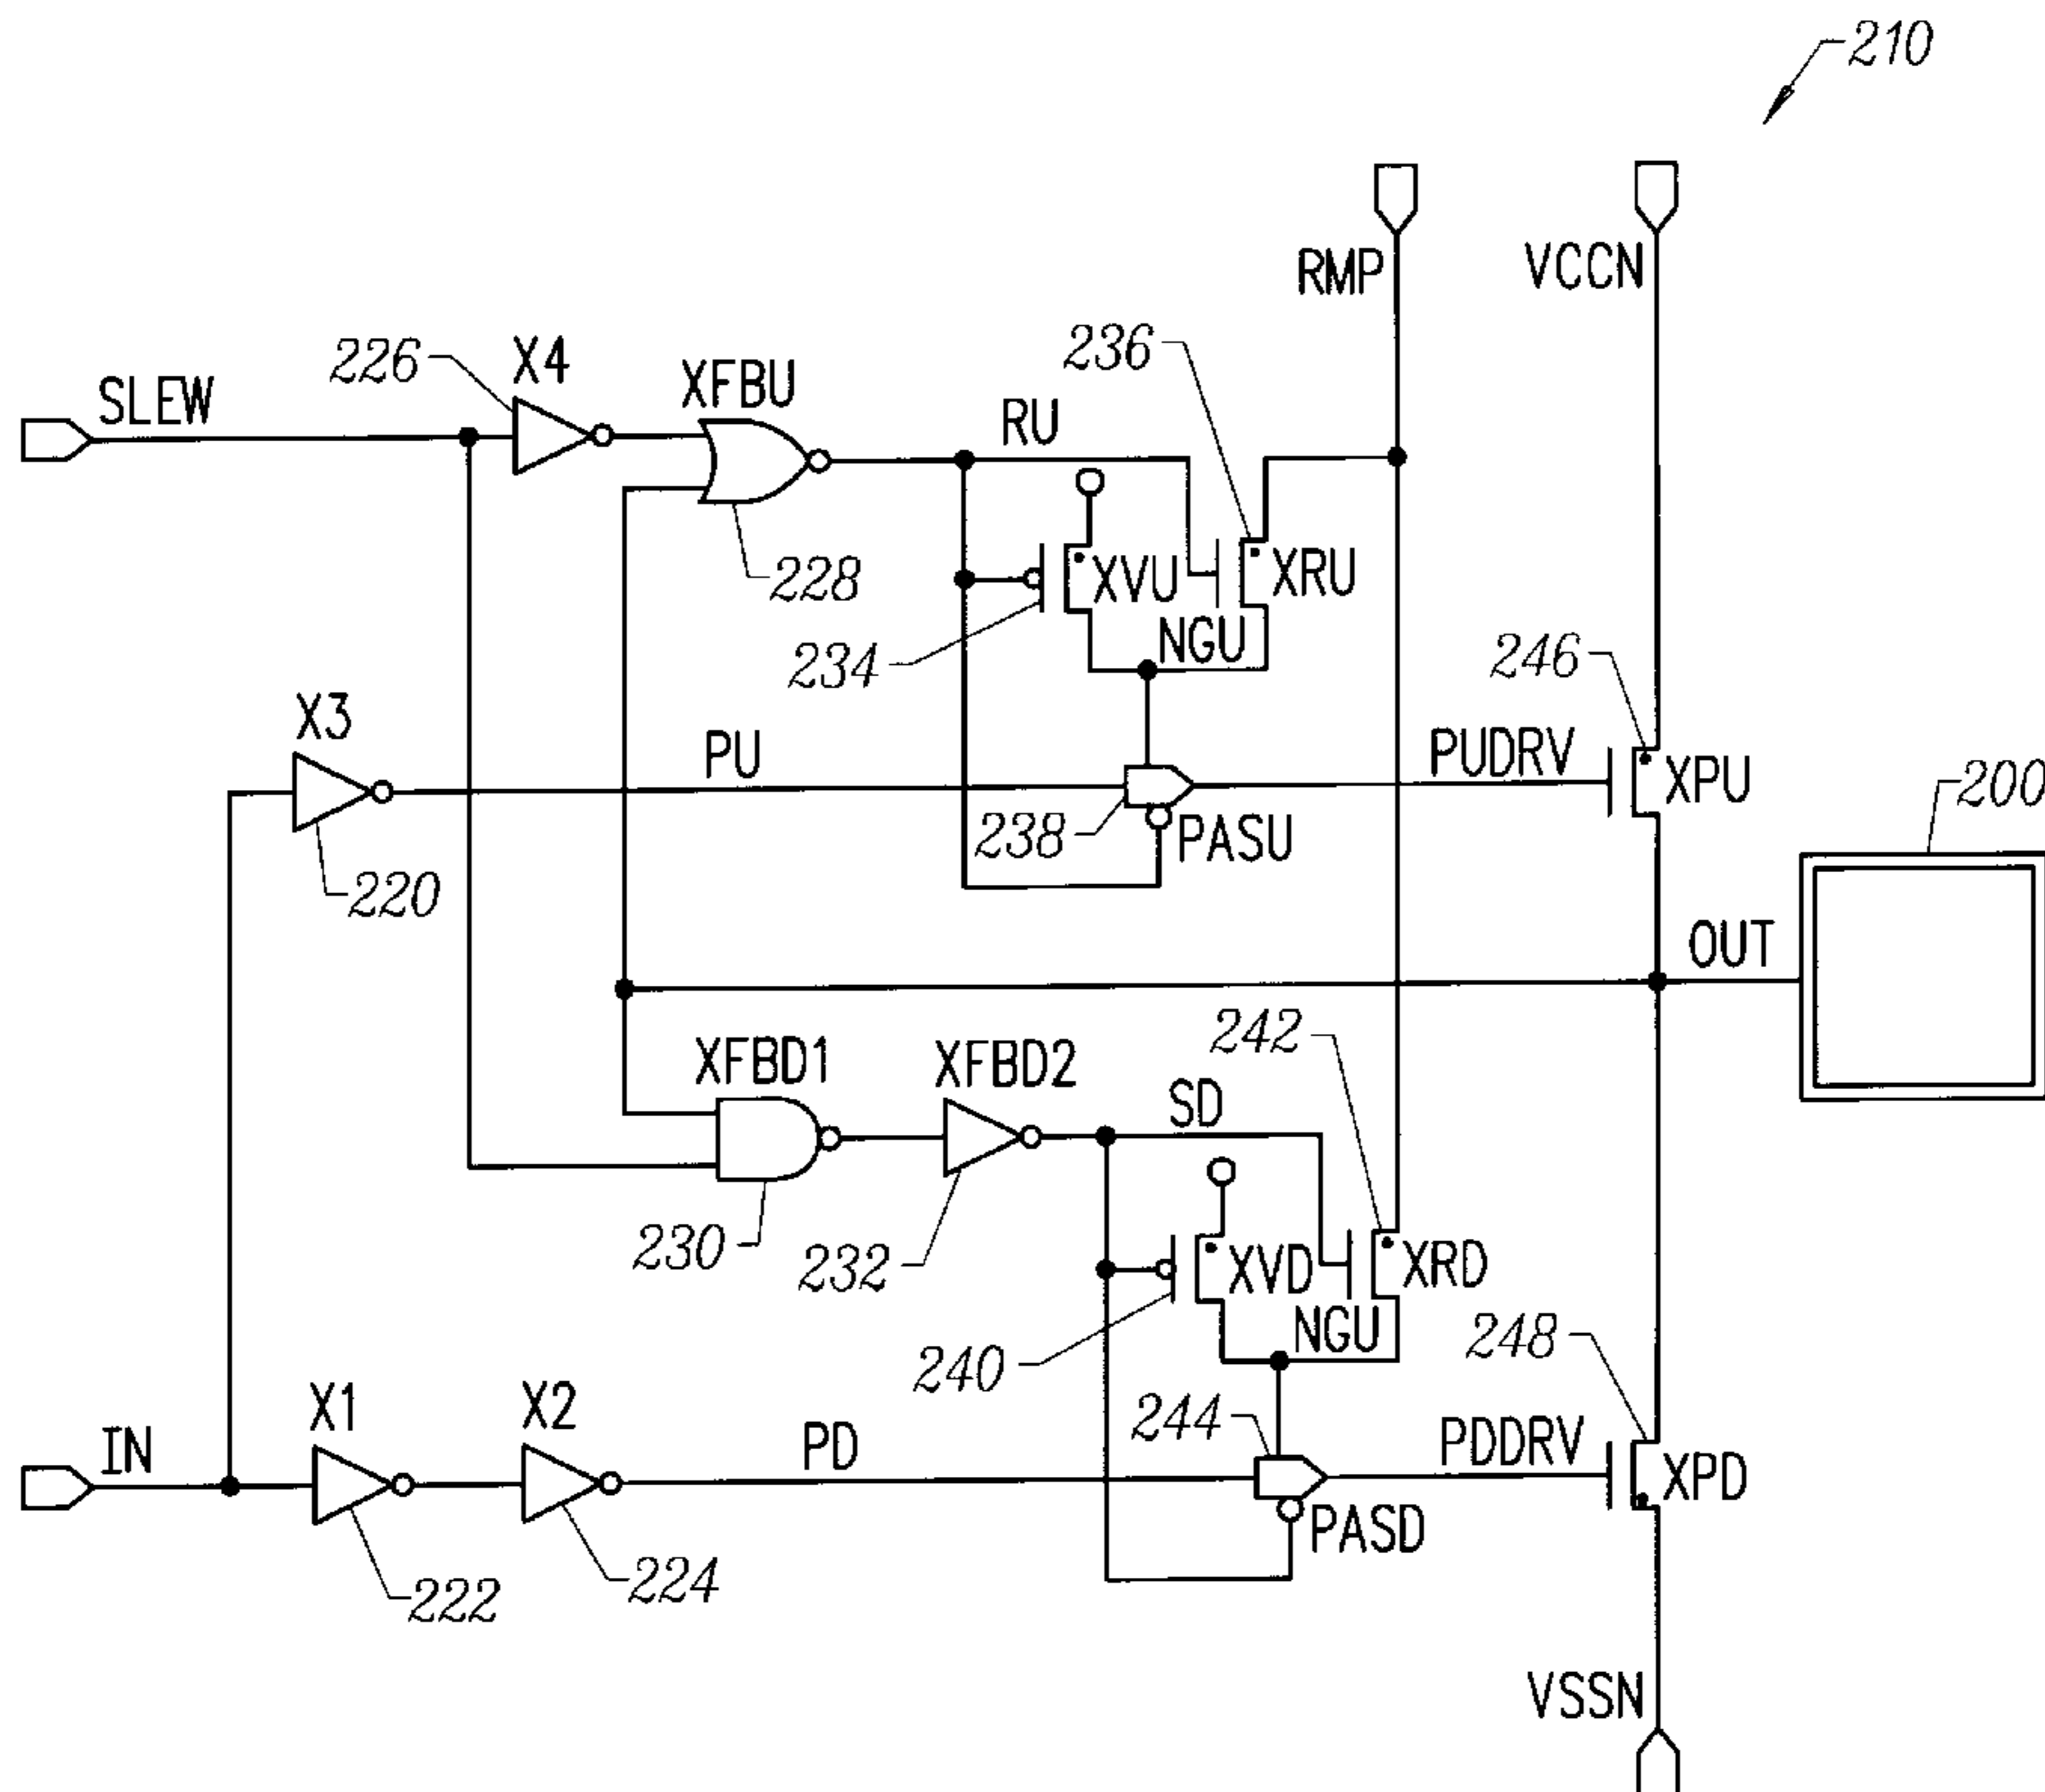 210
RMP
VCCN
236
226
X4
XFBU
SLEW
RU
XVU
XRU
228
NGU
234
246
X3
PU
PUDRV
XPU
200
238
PASU
220
OUT
242
XFBD1
XFBD2
SD
230
232
XVD
XRD
NGU
248
240
X1
X2
244
IN
PD
PDDRV
XPD
PASD
222
224
VSSN